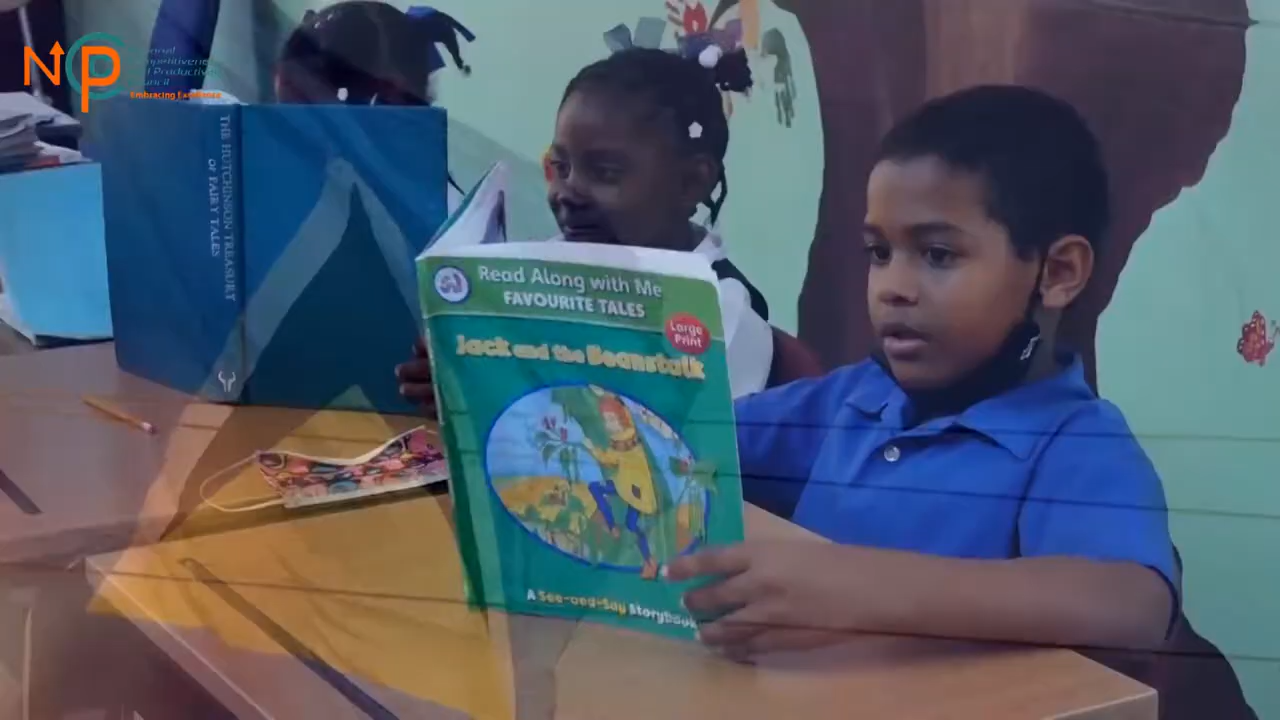 NCP
Embracing Excellence
THE HUTCHINSON TREASURY
OF FAIRY TALES
Read Along with Me
FAVOURITE TALES
Large
Print
Jack and the Beanstalk
A See-and-Say Storybook